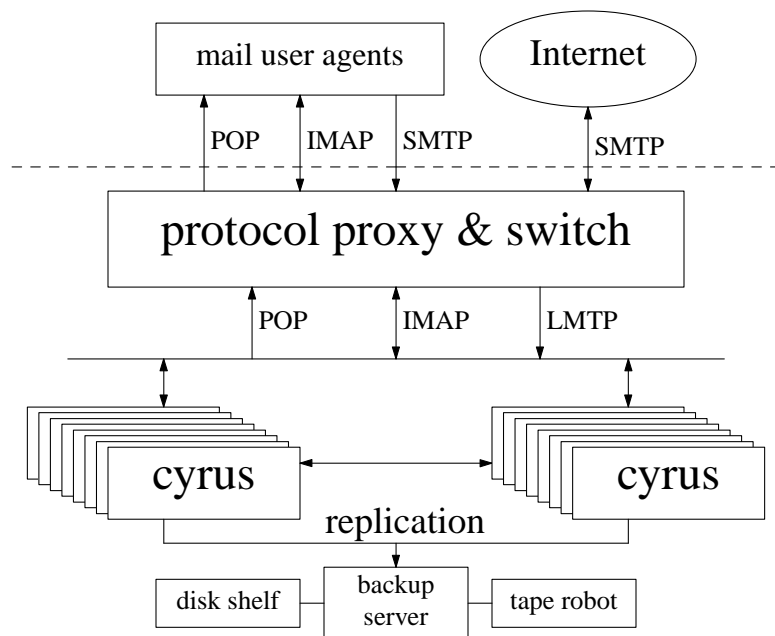 mail user agents
Internet
POP
IMAP
SMTP
SMTP
protocol proxy & switch
POP
IMAP
LMTP
cyrus
cyrus
replication
disk shelf
backup
server
tape robot